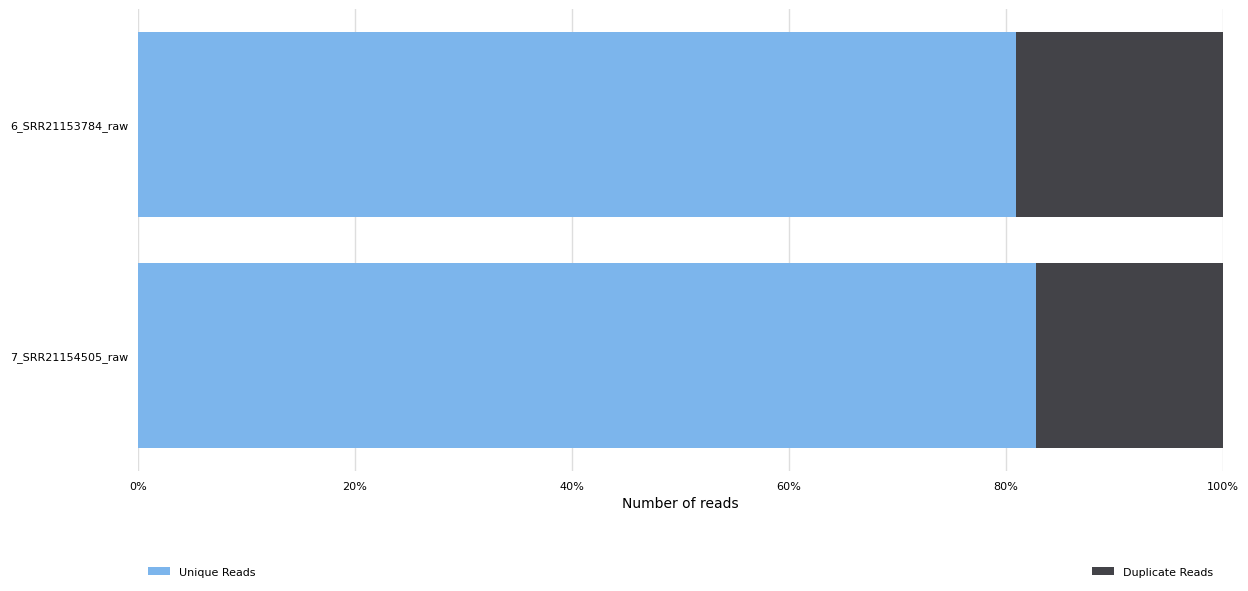 6_SRR21153784_raw
7_SRR21154505_raw
0% 20% 40% 60% 80% 100%
Number of reads
Unique Reads Duplicate Reads